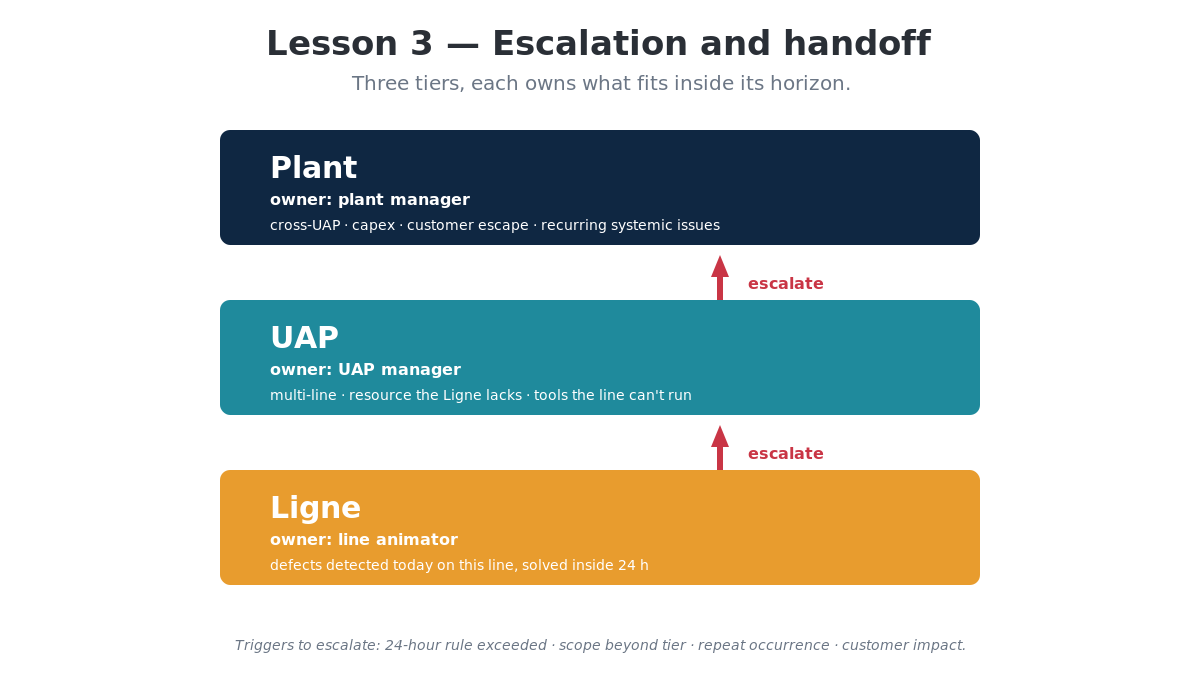 Lesson 3 — Escalation and handoff
Three tiers, each owns what fits inside its horizon.
Plant
owner: plant manager
cross-UAP · capex · customer escape · recurring systemic issues
escalate
UAP
owner: UAP manager
multi-line · resource the Ligne lacks · tools the line can't run
escalate
Ligne
owner: line animator
defects detected today on this line, solved inside 24 h
Triggers to escalate: 24-hour rule exceeded · scope beyond tier · repeat occurrence · customer impact.